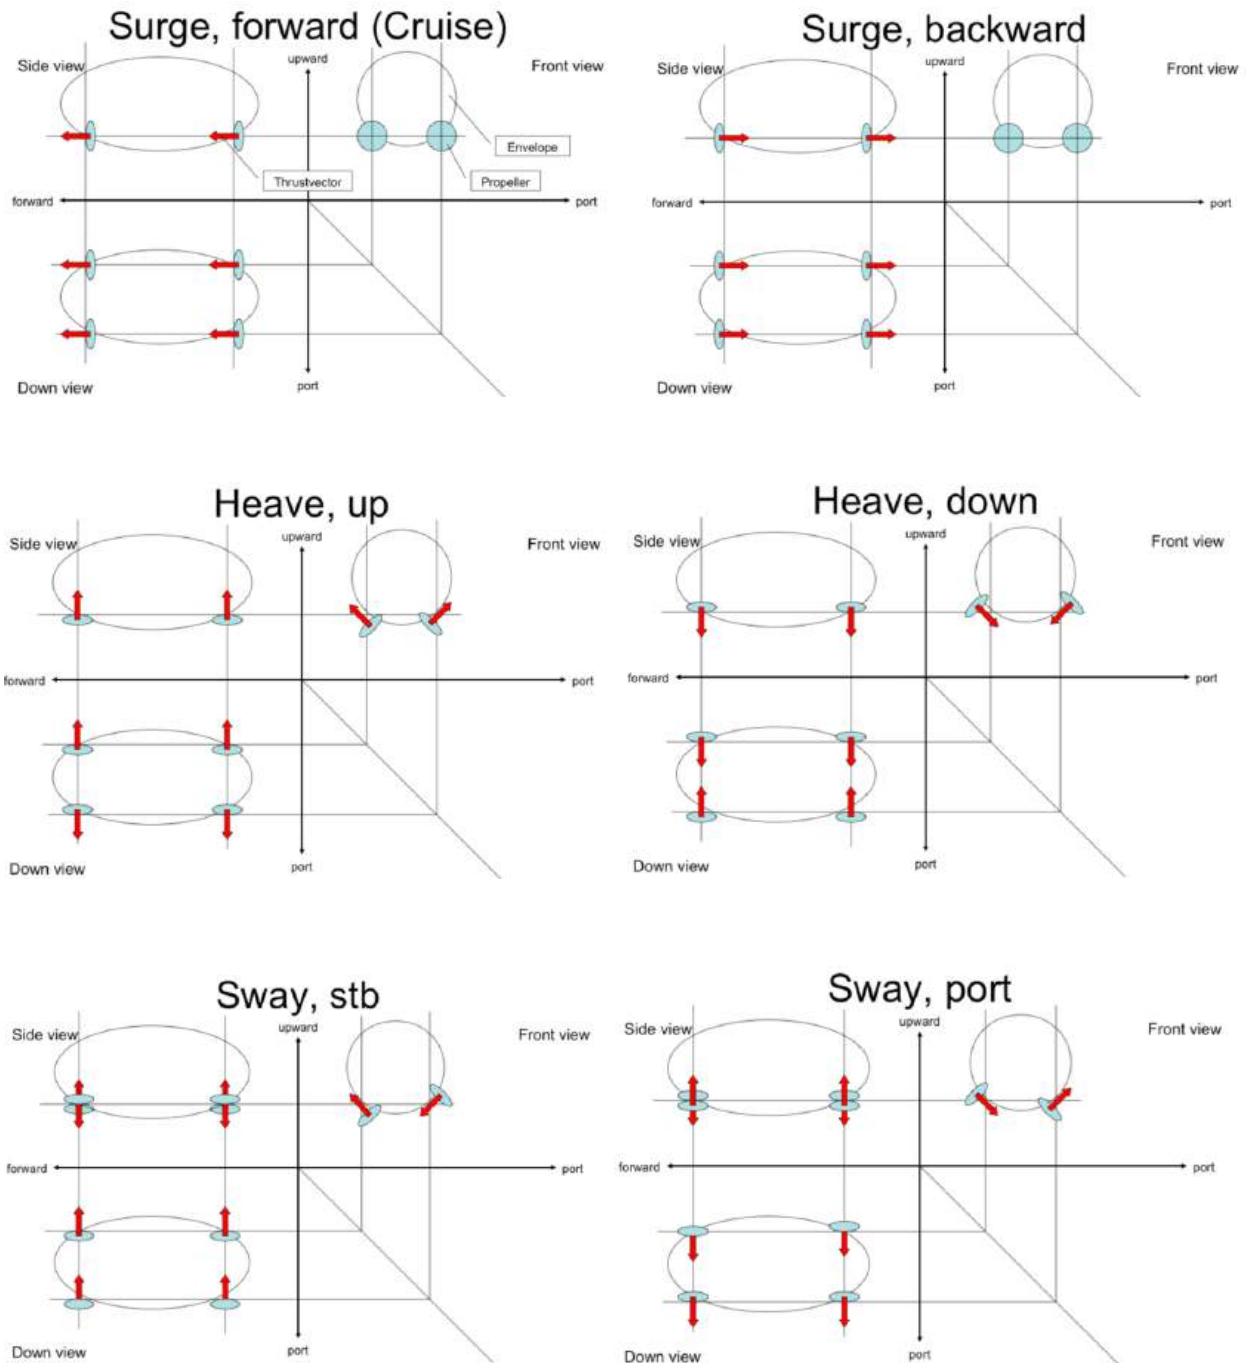 Surge, forward (Cruise)
Side view
upward
Front view
Envelope
Thrustvector
Propeller
forward
port
Down view
port
Surge, backward
Side view
upward
Front view
forward
port
Down view
port
Heave, up
Side view
upward
Front view
forward
port
Down view
port
Heave, down
Side view
upward
Front view
forward
port
Down view
port
Sway, stb
Side view
upward
Front view
forward
port
Down view
port
Sway, port
Side view
upward
Front view
forward
port
Down view
port